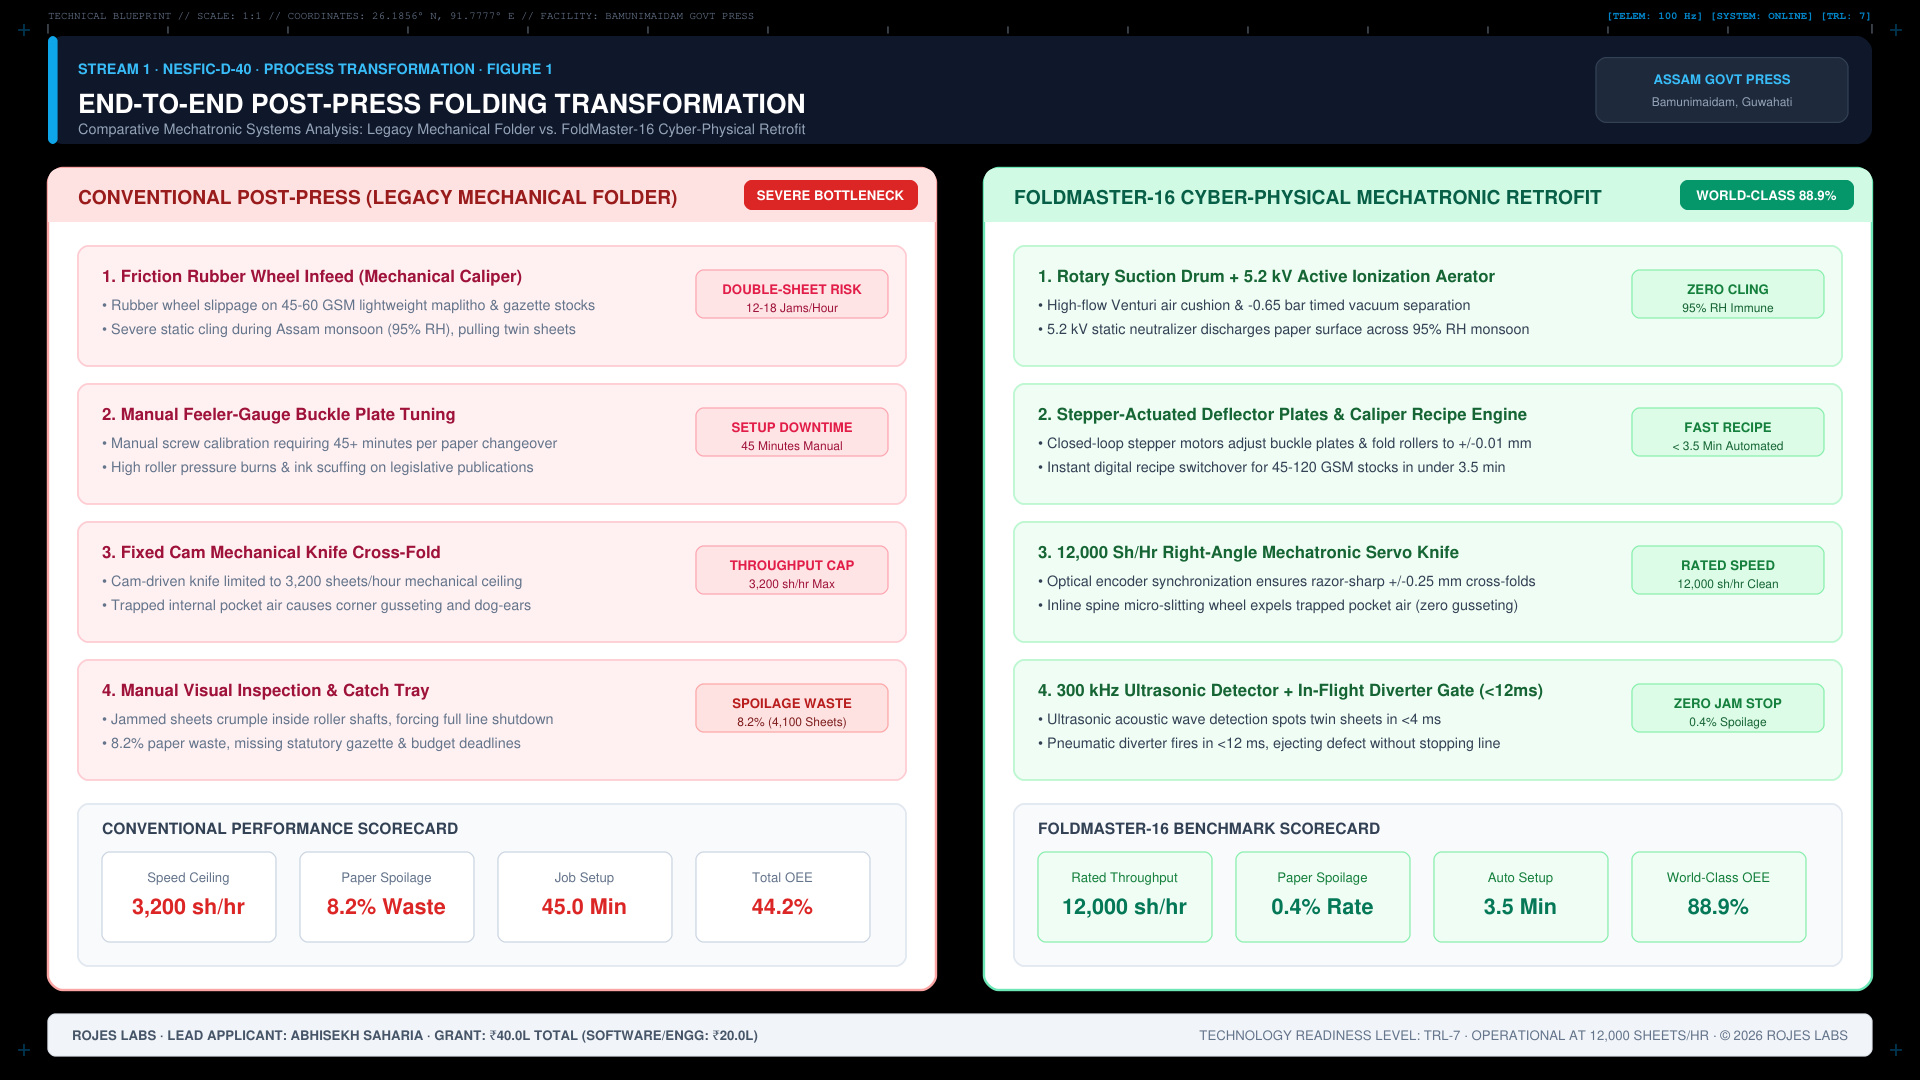 TECHNICAL BLUEPRINT // SCALE: 1:1 // COORDINATES: 26.1856° N, 91.7777° E // FACILITY: BAMUNIMAIDAM GOVT PRESS
[TELEM: 100 Hz] [SYSTEM: ONLINE] [TRL: 7]
STREAM 1 · NESFIC-D-40 · PROCESS TRANSFORMATION · FIGURE 1
END-TO-END POST-PRESS FOLDING TRANSFORMATION
Comparative Mechatronic Systems Analysis: Legacy Mechanical Folder vs. FoldMaster-16 Cyber-Physical Retrofit
ASSAM GOVT PRESS
Bamunimaidam, Guwahati
CONVENTIONAL POST-PRESS (LEGACY MECHANICAL FOLDER)
SEVERE BOTTLENECK
1. Friction Rubber Wheel Infeed (Mechanical Caliper)
• Rubber wheel slippage on 45-60 GSM lightweight maplitho & gazette stocks
• Severe static cling during Assam monsoon (95% RH), pulling twin sheets
DOUBLE-SHEET RISK
12-18 Jams/Hour
2. Manual Feeler-Gauge Buckle Plate Tuning
• Manual screw calibration requiring 45+ minutes per paper changeover
• High roller pressure burns & ink scuffing on legislative publications
SETUP DOWNTIME
45 Minutes Manual
3. Fixed Cam Mechanical Knife Cross-Fold
• Cam-driven knife limited to 3,200 sheets/hour mechanical ceiling
• Trapped internal pocket air causes corner gusseting and dog-ears
THROUGHPUT CAP
3,200 sh/hr Max
4. Manual Visual Inspection & Catch Tray
• Jammed sheets crumple inside roller shafts, forcing full line shutdown
• 8.2% paper waste, missing statutory gazette & budget deadlines
SPOILAGE WASTE
8.2% (4,100 Sheets)
CONVENTIONAL PERFORMANCE SCORECARD
Speed Ceiling
3,200 sh/hr
Paper Spoilage
8.2% Waste
Job Setup
45.0 Min
Total OEE
44.2%
FOLDMASTER-16 CYBER-PHYSICAL MECHATRONIC RETROFIT
WORLD-CLASS 88.9%
1. Rotary Suction Drum + 5.2 kV Active Ionization Aerator
• High-flow Venturi air cushion & -0.65 bar timed vacuum separation
• 5.2 kV static neutralizer discharges paper surface across 95% RH monsoon
ZERO CLING
95% RH Immune
2. Stepper-Actuated Deflector Plates & Caliper Recipe Engine
• Closed-loop stepper motors adjust buckle plates & fold rollers to +/-0.01 mm
• Instant digital recipe switchover for 45-120 GSM stocks in under 3.5 min
FAST RECIPE
< 3.5 Min Automated
3. 12,000 Sh/Hr Right-Angle Mechatronic Servo Knife
• Optical encoder synchronization ensures razor-sharp +/-0.25 mm cross-folds
• Inline spine micro-slitting wheel expels trapped pocket air (zero gusseting)
RATED SPEED
12,000 sh/hr Clean
4. 300 kHz Ultrasonic Detector + In-Flight Diverter Gate (<12ms)
• Ultrasonic acoustic wave detection spots twin sheets in <4 ms
• Pneumatic diverter fires in <12 ms, ejecting defect without stopping line
ZERO JAM STOP
0.4% Spoilage
FOLDMASTER-16 BENCHMARK SCORECARD
Rated Throughput
12,000 sh/hr
Paper Spoilage
0.4% Rate
Auto Setup
3.5 Min
World-Class OEE
88.9%
ROJES LABS · LEAD APPLICANT: ABHISEKH SAHARIA · GRANT: ₹40.0L TOTAL (SOFTWARE/ENGG: ₹20.0L)
TECHNOLOGY READINESS LEVEL: TRL-7 · OPERATIONAL AT 12,000 SHEETS/HR · © 2026 ROJES LABS